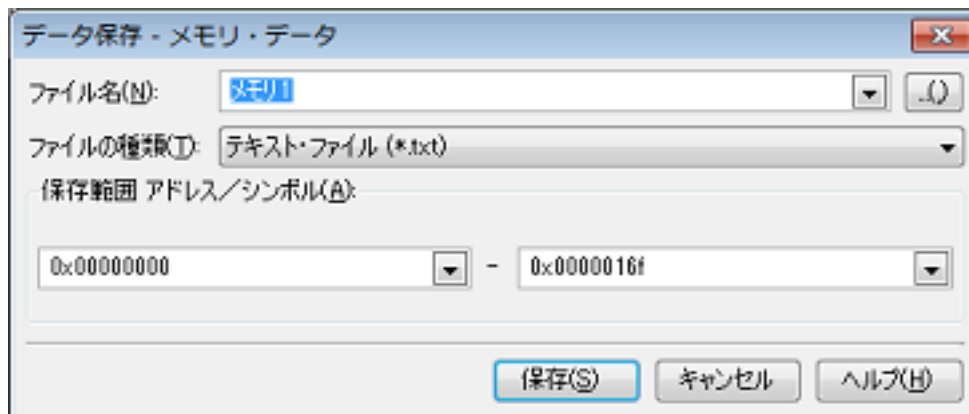 データ保存 - メモリ・データ
ファイル名(N): メモリ1 ...()
ファイルの種類(T): テキスト・ファイル (*.txt)
保存範囲 アドレス／シンボル(A):
0x00000000 - 0x0000016f
保存(S) キャンセル ヘルプ(H)